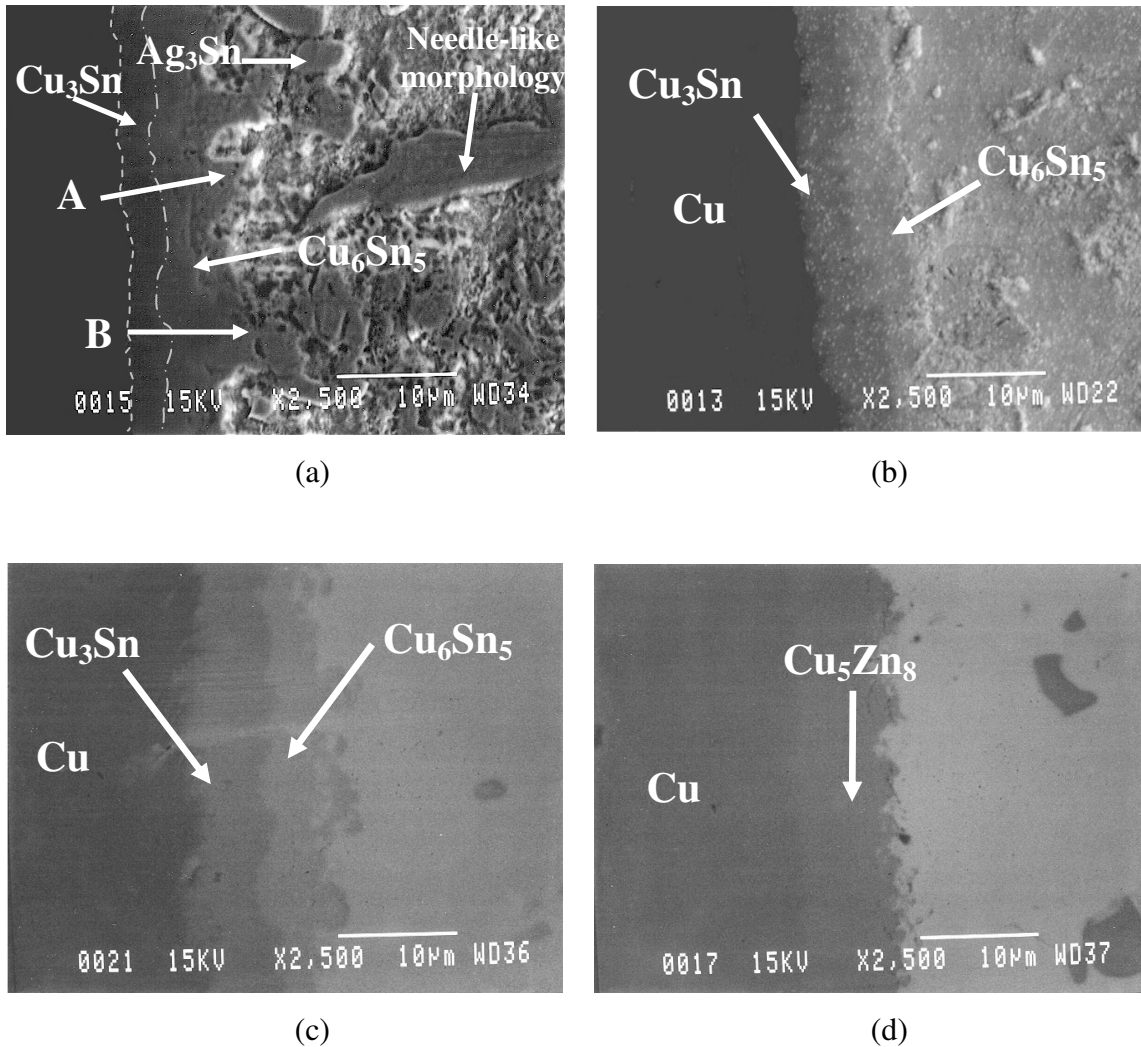 Ag₃Sn
Needle-like
morphology
Cu₃Sn
A
Cu₆Sn₅
B
0015 15KV X2,500 10µm WD34
(a)
Cu₃Sn
Cu₆Sn₅
Cu
0013 15KV X2,500 10µm WD22
(b)
Cu₃Sn
Cu₆Sn₅
Cu
0021 15KV X2,500 10µm WD36
(c)
Cu₅Zn₈
Cu
0017 15KV X2,500 10µm WD37
(d)